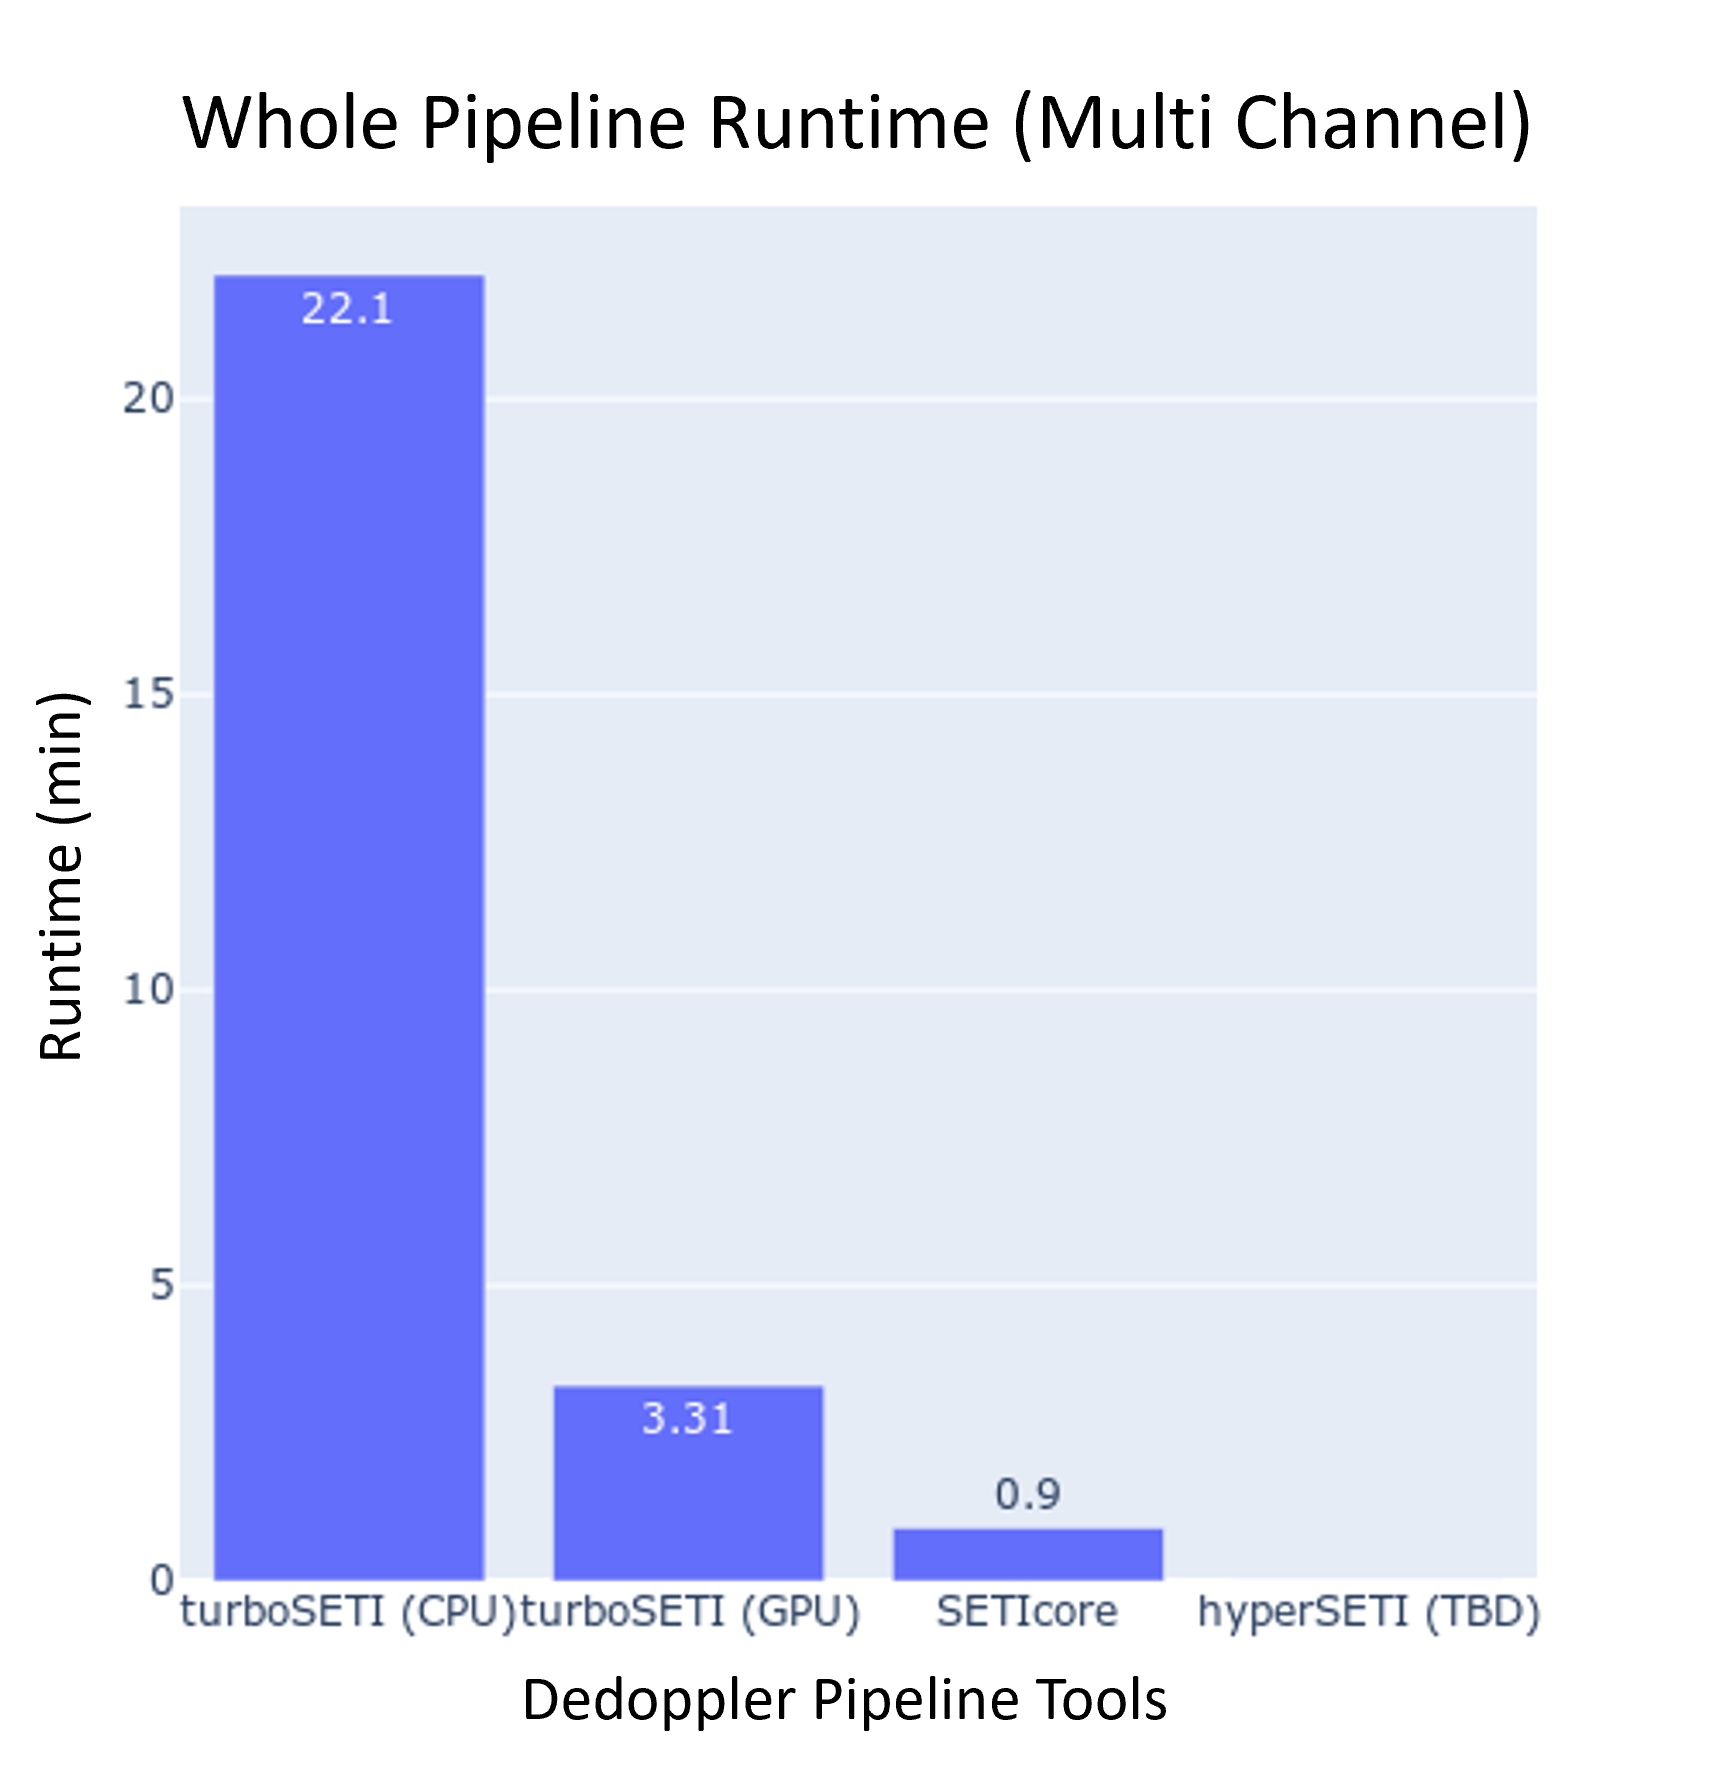 Whole Pipeline Runtime (Multi Channel)
22.1
20
15
10
5
0
Runtime (min)
3.31
0.9
turboSETI (CPU) turboSETI (GPU) SETIcore hyperSETI (TBD)
Dedoppler Pipeline Tools